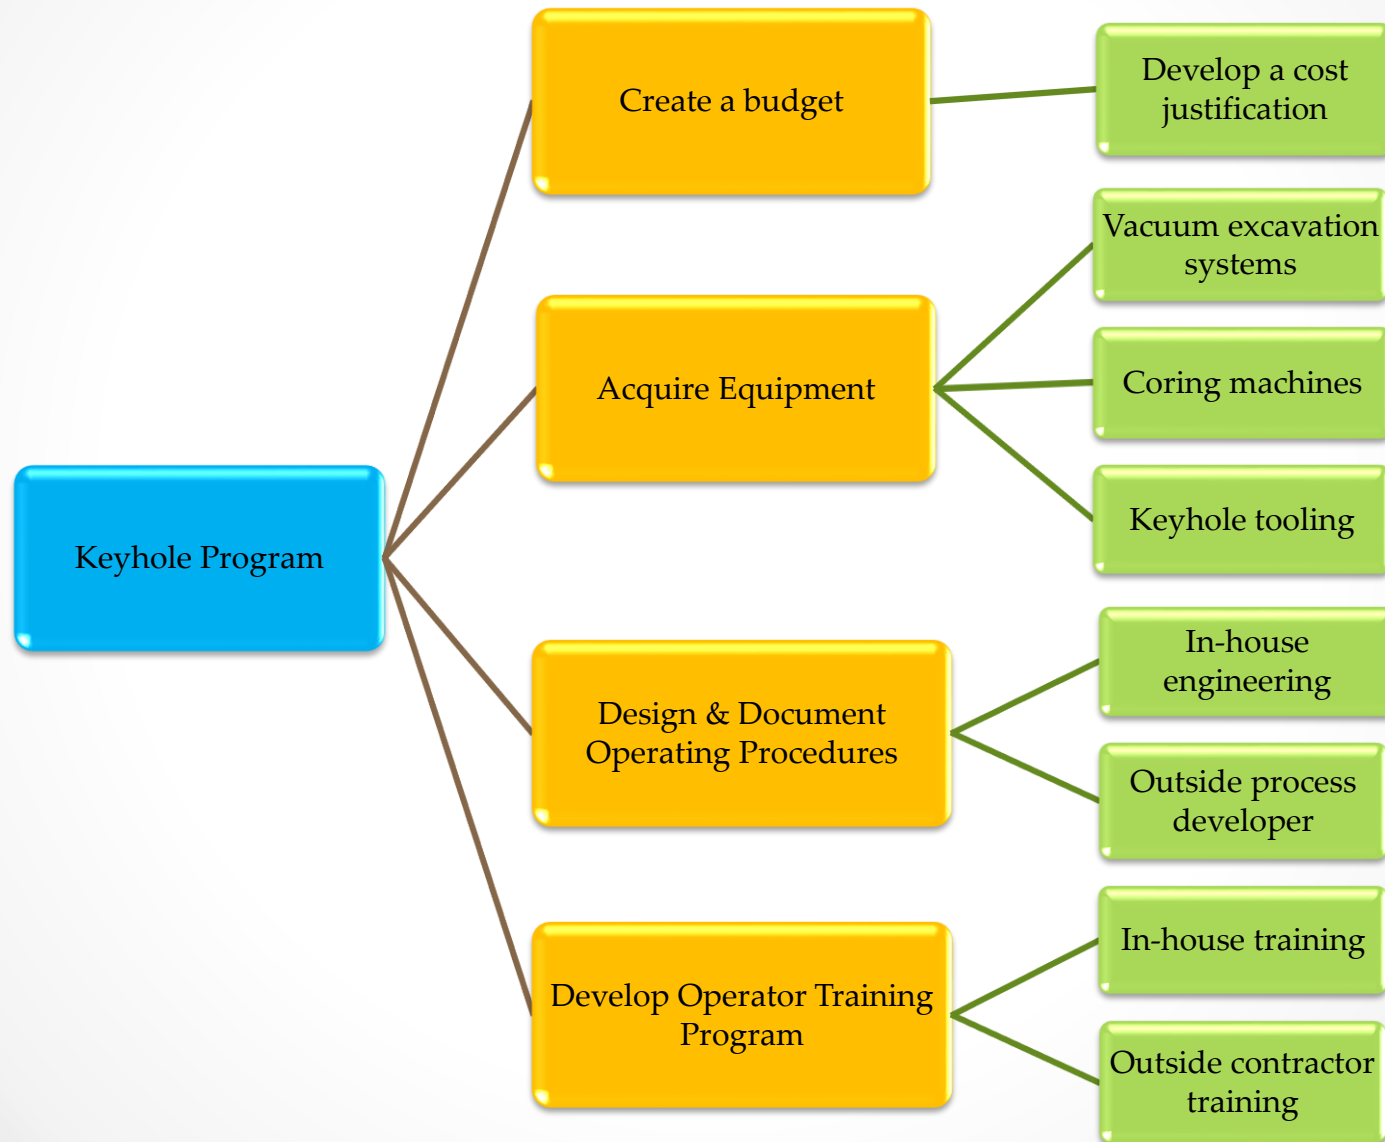 Keyhole Program
Create a budget
Develop a cost
justification
Acquire Equipment
Vacuum excavation
systems
Coring machines
Keyhole tooling
Design & Document
Operating Procedures
In-house
engineering
Outside process
developer
Develop Operator Training
Program
In-house training
Outside contractor
training